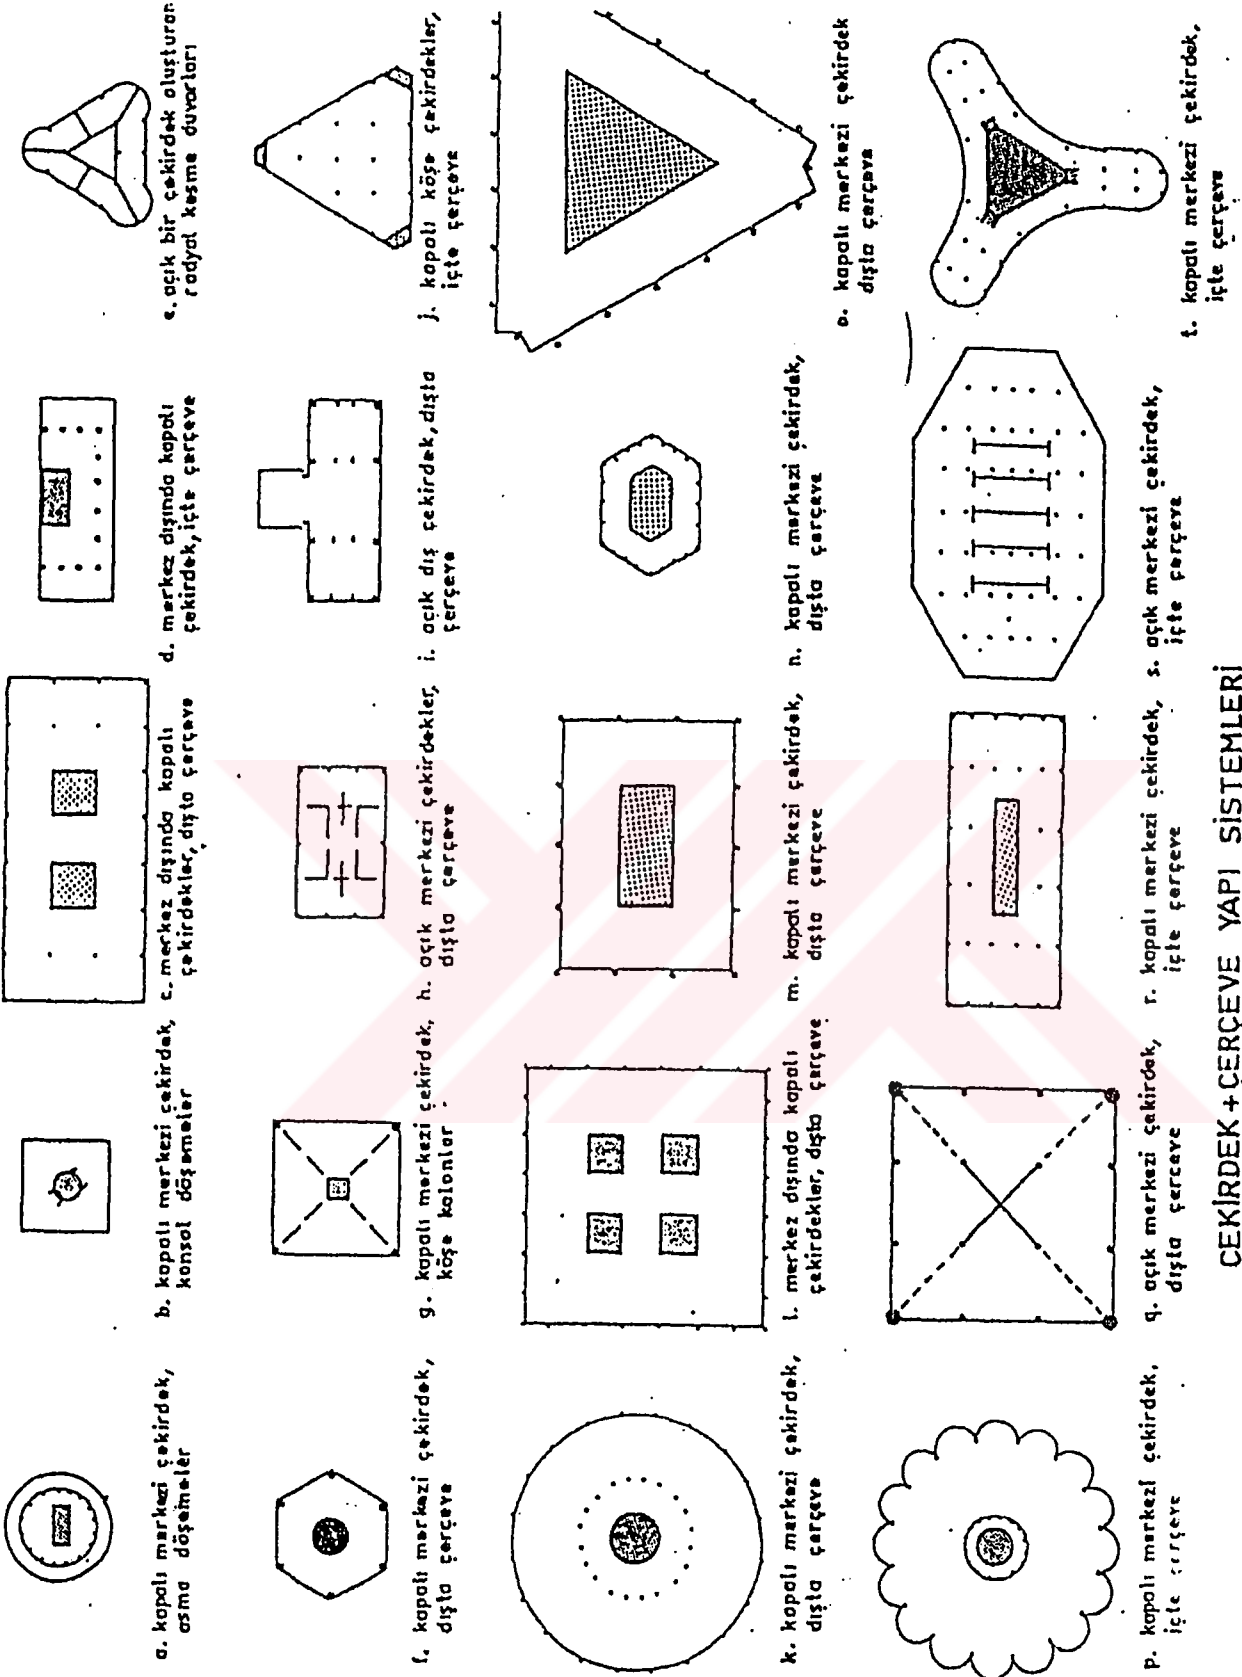 a. kapalı merkezi çekirdek,
asma döşemeler
b. kapalı merkezi çekirdek,
konsol döşemeler
c. merkez dışında kapalı
çekirdekler, dışta çerçeve
d. merkez dışında kapalı
çekirdek, içte çerçeve
e. açık bir çekirdek oluşturan
radyal kesme duvarları
f. kapalı merkezi çekirdek,
dışta çerçeve
g. kapalı merkezi çekirdek,
köşe kolonlar
h. açık merkezi çekirdekler,
dışta çerçeve
i. açık dış çekirdek, dışta
çerçeve
j. kapalı köşe çekirdekler,
içte çerçeve
k. kapalı merkezi çekirdek,
dışta çerçeve
l. merkez dışında kapalı
çekirdekler, dışta çerçeve
m. kapalı merkezi çekirdek,
dışta çerçeve
n. kapalı merkezi çekirdek,
dışta çerçeve
o. kapalı merkezi çekirdek
dışta çerçeve
p. kapalı merkezi çekirdek,
içte çerçeve
q. açık merkezi çekirdek,
dışta çerçeve
r. kapalı merkezi çekirdek,
içte çerçeve
s. açık merkezi çekirdek,
içte çerçeve
t. kapalı merkezi çekirdek,
içte çerçeve
ÇEKİRDEK+ÇERÇEVE YAPI SİSTEMLERİ